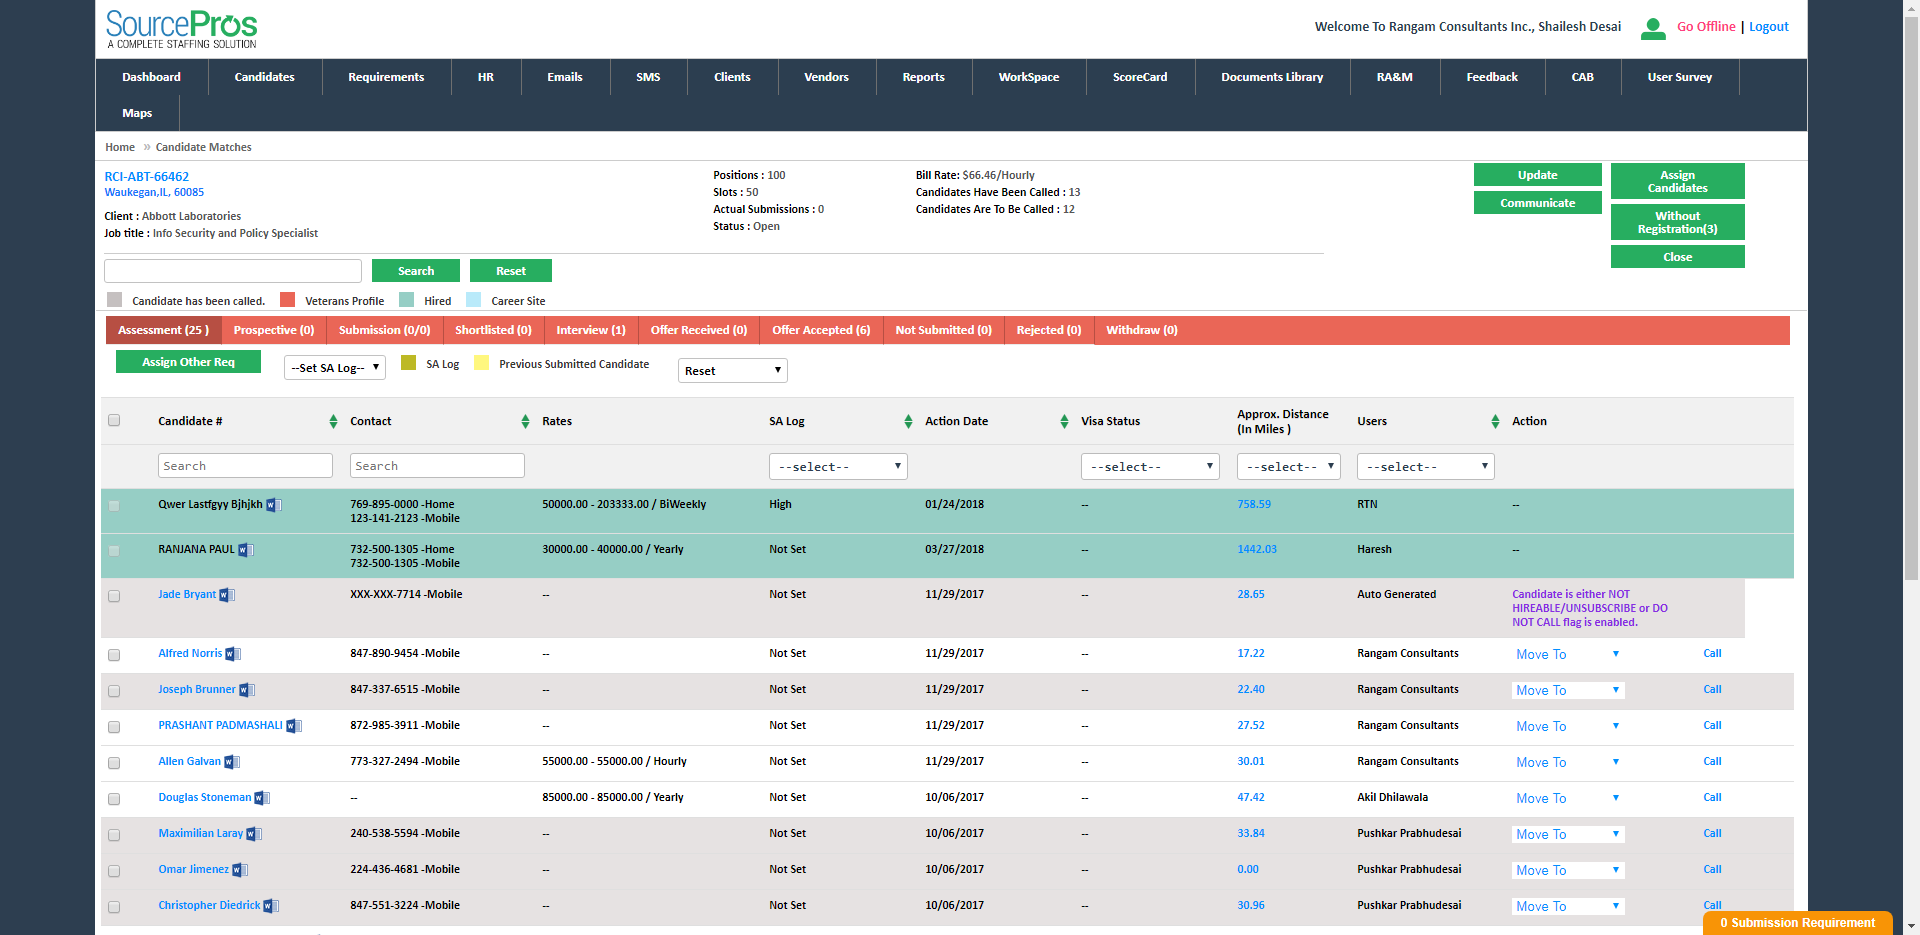 SourcePros
A COMPLETE STAFFING SOLUTION
Welcome To Rangam Consultants Inc., Shailesh Desai
Go Offline | Logout
Dashboard Candidates Requirements HR Emails SMS Clients Vendors Reports WorkSpace ScoreCard Documents Library RA&M Feedback CAB User Survey
Maps
Home » Candidate Matches
RCI-ABT-66462
Waukegan,IL, 60085
Client : Abbott Laboratories
Job title : Info Security and Policy Specialist
Positions : 100
Slots : 50
Actual Submissions : 0
Status : Open
Bill Rate: $66.46/Hourly
Candidates Have Been Called : 13
Candidates Are To Be Called : 12
Update
Communicate
Assign
Candidates
Without
Registration(3)
Close
Search Reset
Candidate has been called. Veterans Profile Hired Career Site
Assessment (25 ) Prospective (0) Submission (0/0) Shortlisted (0) Interview (1) Offer Received (0) Offer Accepted (6) Not Submitted (0) Rejected (0) Withdraw (0)
Assign Other Req --Set SA Log-- SA Log Previous Submitted Candidate Reset
Candidate # Contact Rates SA Log Action Date Visa Status Approx. Distance (In Miles ) Users Action
Search Search --select-- --select-- --select-- --select--
Qwer Lastfgyy Bjhjkh 769-895-0000 -Home 50000.00 - 203333.00 / BiWeekly High 01/24/2018 758.59 RTN --
123-141-2123 -Mobile
RANJANA PAUL 732-500-1305 -Home 30000.00 - 40000.00 / Yearly Not Set 03/27/2018 -- 1442.03 Haresh --
732-500-1305 -Mobile
Jade Bryant XXX-XXX-7714 -Mobile -- Not Set 11/29/2017 -- 28.65 Auto Generated Candidate is either NOT
HIREABLE/UNSUBSCRIBE or DO
NOT CALL flag is enabled.
Alfred Norris 847-890-9454 -Mobile -- Not Set 11/29/2017 -- 17.22 Rangam Consultants Move To Call
Joseph Brunner 847-337-6515 -Mobile -- Not Set 11/29/2017 -- 22.40 Rangam Consultants Move To Call
PRASHANT PADMASHALI 872-985-3911 -Mobile -- Not Set 11/29/2017 -- 27.52 Rangam Consultants Move To Call
Allen Galvan 773-327-2494 -Mobile 55000.00 - 55000.00 / Hourly Not Set 11/29/2017 -- 30.01 Rangam Consultants Move To Call
Douglas Stoneman -- 85000.00 - 85000.00 / Yearly Not Set 10/06/2017 -- 47.42 Akil Dhilawala Move To Call
Maximilian Laray 240-538-5594 -Mobile -- Not Set 10/06/2017 -- 33.84 Pushkar Prabhudesai Move To Call
Omar Jimenez 224-436-4681 -Mobile -- Not Set 10/06/2017 -- 0.00 Pushkar Prabhudesai Move To Call
Christopher Diedrick 847-551-3224 -Mobile -- Not Set 10/06/2017 -- 30.96 Pushkar Prabhudesai Move To Call
0 Submission Requirement